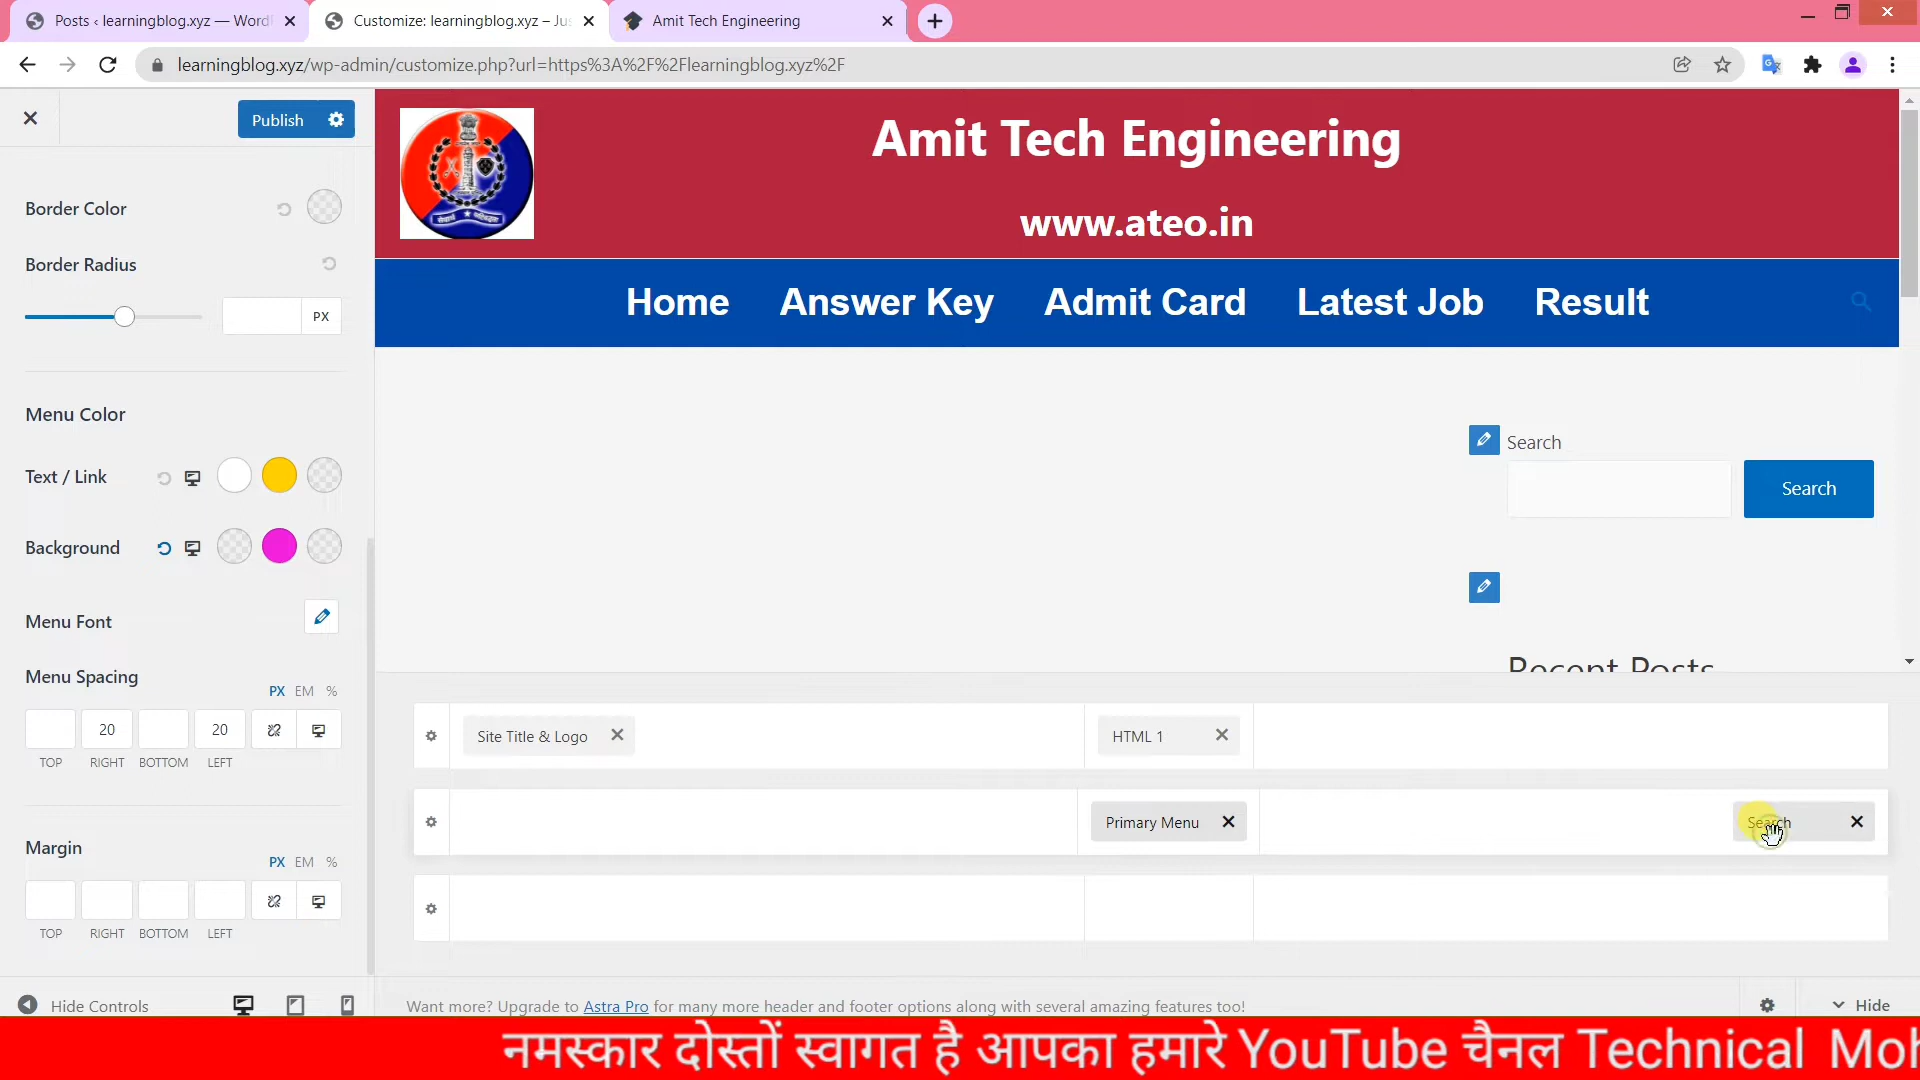 Posts ‹ learningblog.xyz — Word
Customize: learningblog.xyz – Jus
Amit Tech Engineering
learningblog.xyz/wp-admin/customize.php?url=https%3A%2F%2Flearningblog.xyz%2F
Publish
Border Color
Border Radius
PX
Menu Color
Text / Link
Background
Menu Font
Menu Spacing
PX EM %
20 20
TOP RIGHT BOTTOM LEFT
Margin
PX EM %
TOP RIGHT BOTTOM LEFT
Hide Controls
Amit Tech Engineering
www.ateo.in
Home Answer Key Admit Card Latest Job Result
Search
Search
Recent Posts
Site Title & Logo HTML 1
Primary Menu Search
Want more? Upgrade to Astra Pro for many more header and footer options along with several amazing features too!
Hide
नमस्कार दोस्तों स्वागत है आपका हमारे YouTube चैनल Technical Moh